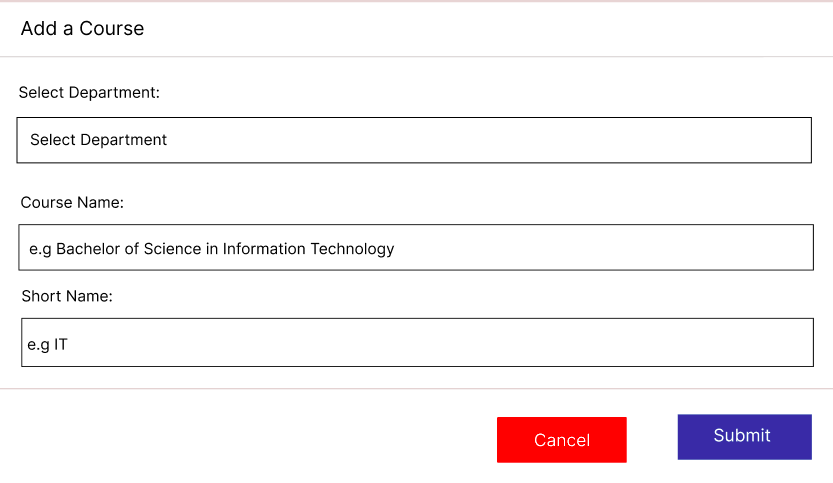 Add a Course
Select Department:
Select Department
Course Name:
e.g Bachelor of Science in Information Technology
Short Name:
e.g IT
Cancel
Submit